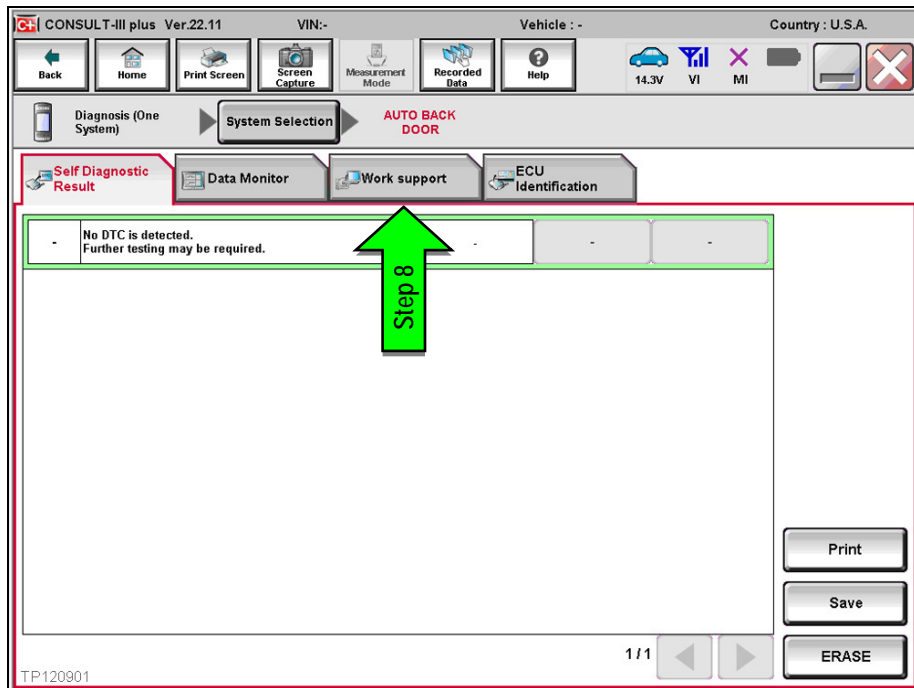 CONSULT-III plus Ver.22.11 VIN:- Vehicle : - Country : U.S.A.
Back
Home
Print Screen
Screen
Capture
Measurement
Mode
Recorded
Data
Help
14.3V
VI
MI
Diagnosis (One
System)
System Selection
AUTO BACK
DOOR
Self Diagnostic
Result
Data Monitor
Work support
ECU
Identification
- No DTC is detected.
Further testing may be required.
- - -
Step 8
Print
Save
1/1
ERASE
TP120901